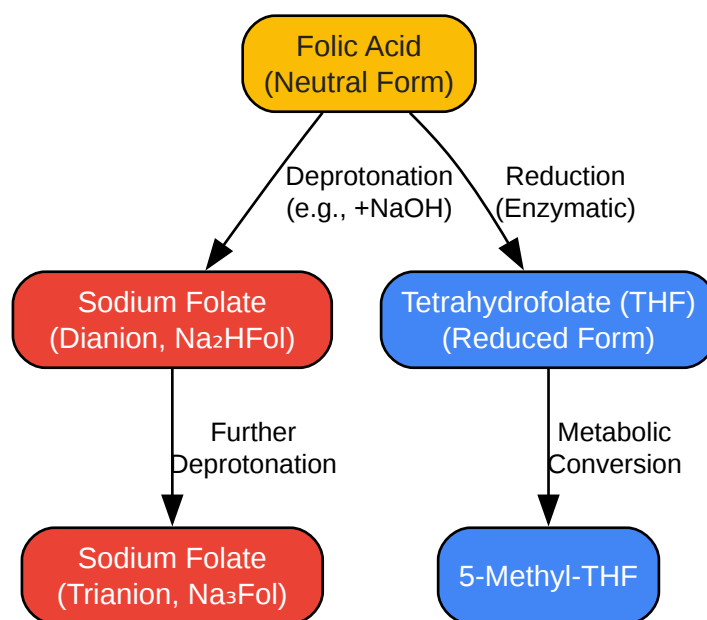 Folic Acid
(Neutral Form)
Deprotonation
(e.g., +NaOH)
Reduction
(Enzymatic)
Sodium Folate
(Dianion, Na₂HFol)
Tetrahydrofolate (THF)
(Reduced Form)
Further
Deprotonation
Metabolic
Conversion
Sodium Folate
(Trianion, Na₃Fol)
5-Methyl-THF